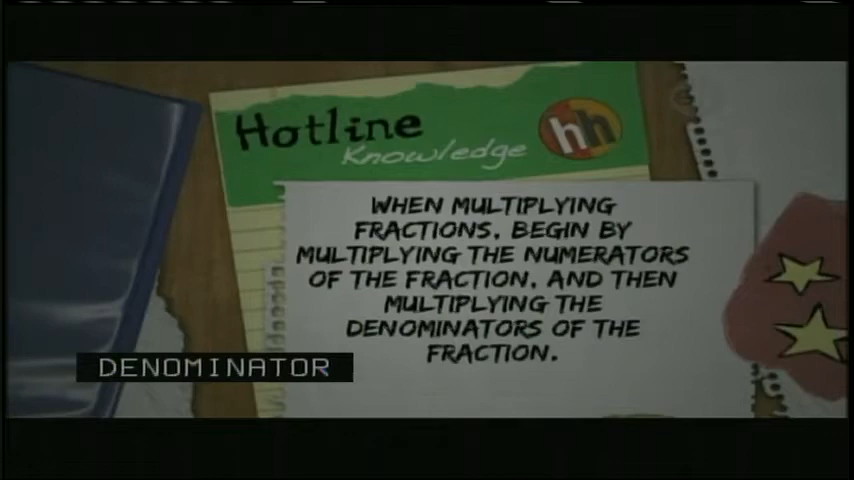 Hotline
Knowledge
hh
WHEN MULTIPLYING
FRACTIONS, BEGIN BY
MULTIPLYING THE NUMERATORS
OF THE FRACTION, AND THEN
MULTIPLYING THE
DENOMINATORS OF THE
FRACTION.
DENOMINATOR